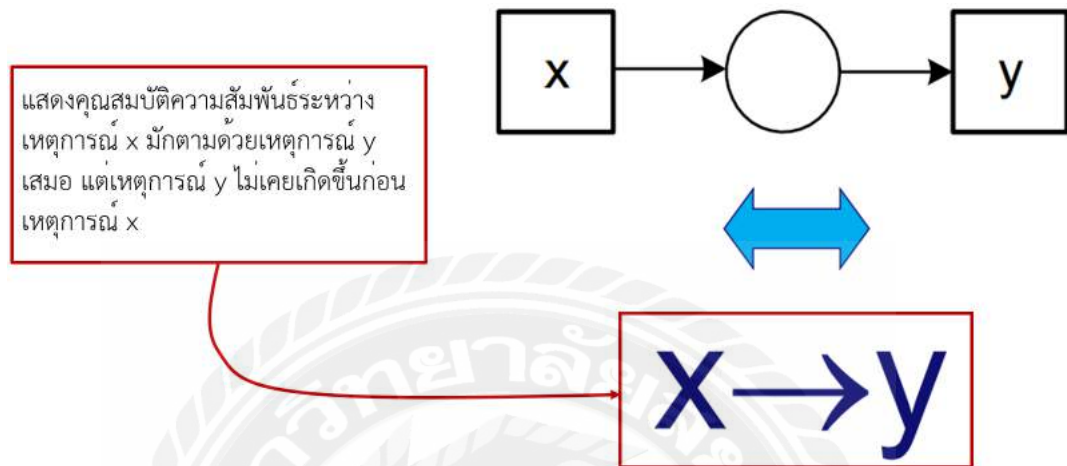 x
y
แสดงคุณสมบัติความสัมพันธ์ระหว่าง
เหตุการณ์ x มักตามด้วยเหตุการณ์ y
เสมอ แต่เหตุการณ์ y ไม่เคยเกิดขึ้นก่อน
เหตุการณ์ x
x→y